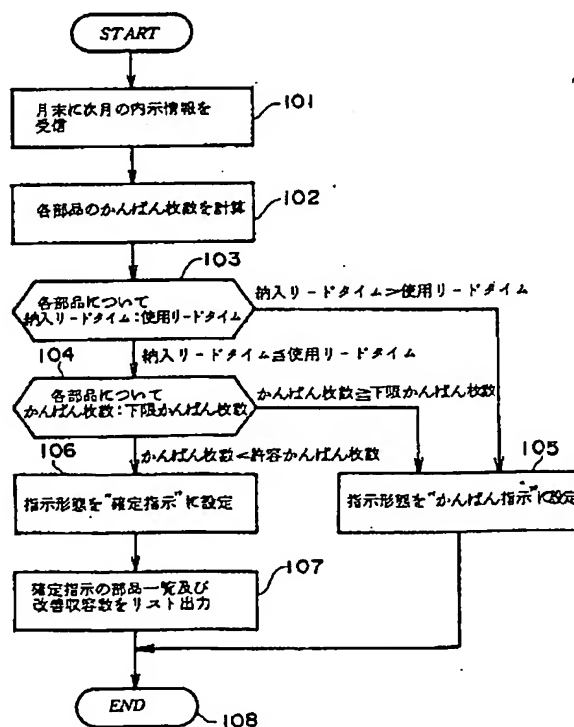 START
月末に次月の内示情報を
受信
101
各部品のかんばん枚数を計算
102
103
各部品について
納入リードタイム:使用リードタイム
納入リードタイム>使用リードタイム
納入リードタイム≦使用リードタイム
104
各部品について
かんばん枚数:下限かんばん枚数
かんばん枚数≧下限かんばん枚数
かんばん枚数<許容かんばん枚数
106
指示形態を"確定指示"に設定
105
指示形態を"かんばん指示"に設定
確定指示の部品一覧及び
改善収容数をリスト出力
107
END
108